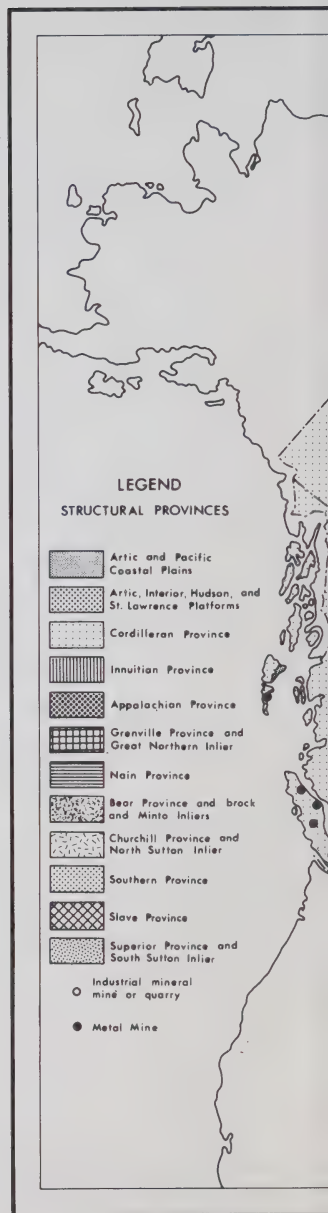 LEGEND
STRUCTURAL PROVINCES
Artic and Pacific
Coastal Plains
Artic, Interior, Hudson, and
St. Lawrence Platforms
Cordilleran Province
Innuitian Province
Appalachian Province
Grenville Province and
Great Northern Inlier
Nain Province
Bear Province and brock
and Minto Inliers
Churchill Province and
North Sutton Inlier
Southern Province
Slave Province
Superior Province and
South Sutton Inlier
Industrial mineral
mine or quarry
Metal Mine